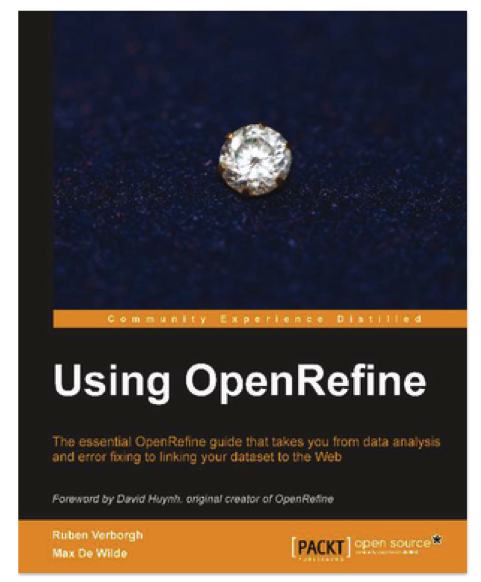 Community Experience Distilled
Using OpenRefine
The essential OpenRefine guide that takes you from data analysis
and error fixing to linking your dataset to the Web
Foreword by David Huynh, original creator of OpenRefine
Ruben Verborgh
Max De Wilde
[PACKT] open source*
PUBLISHING